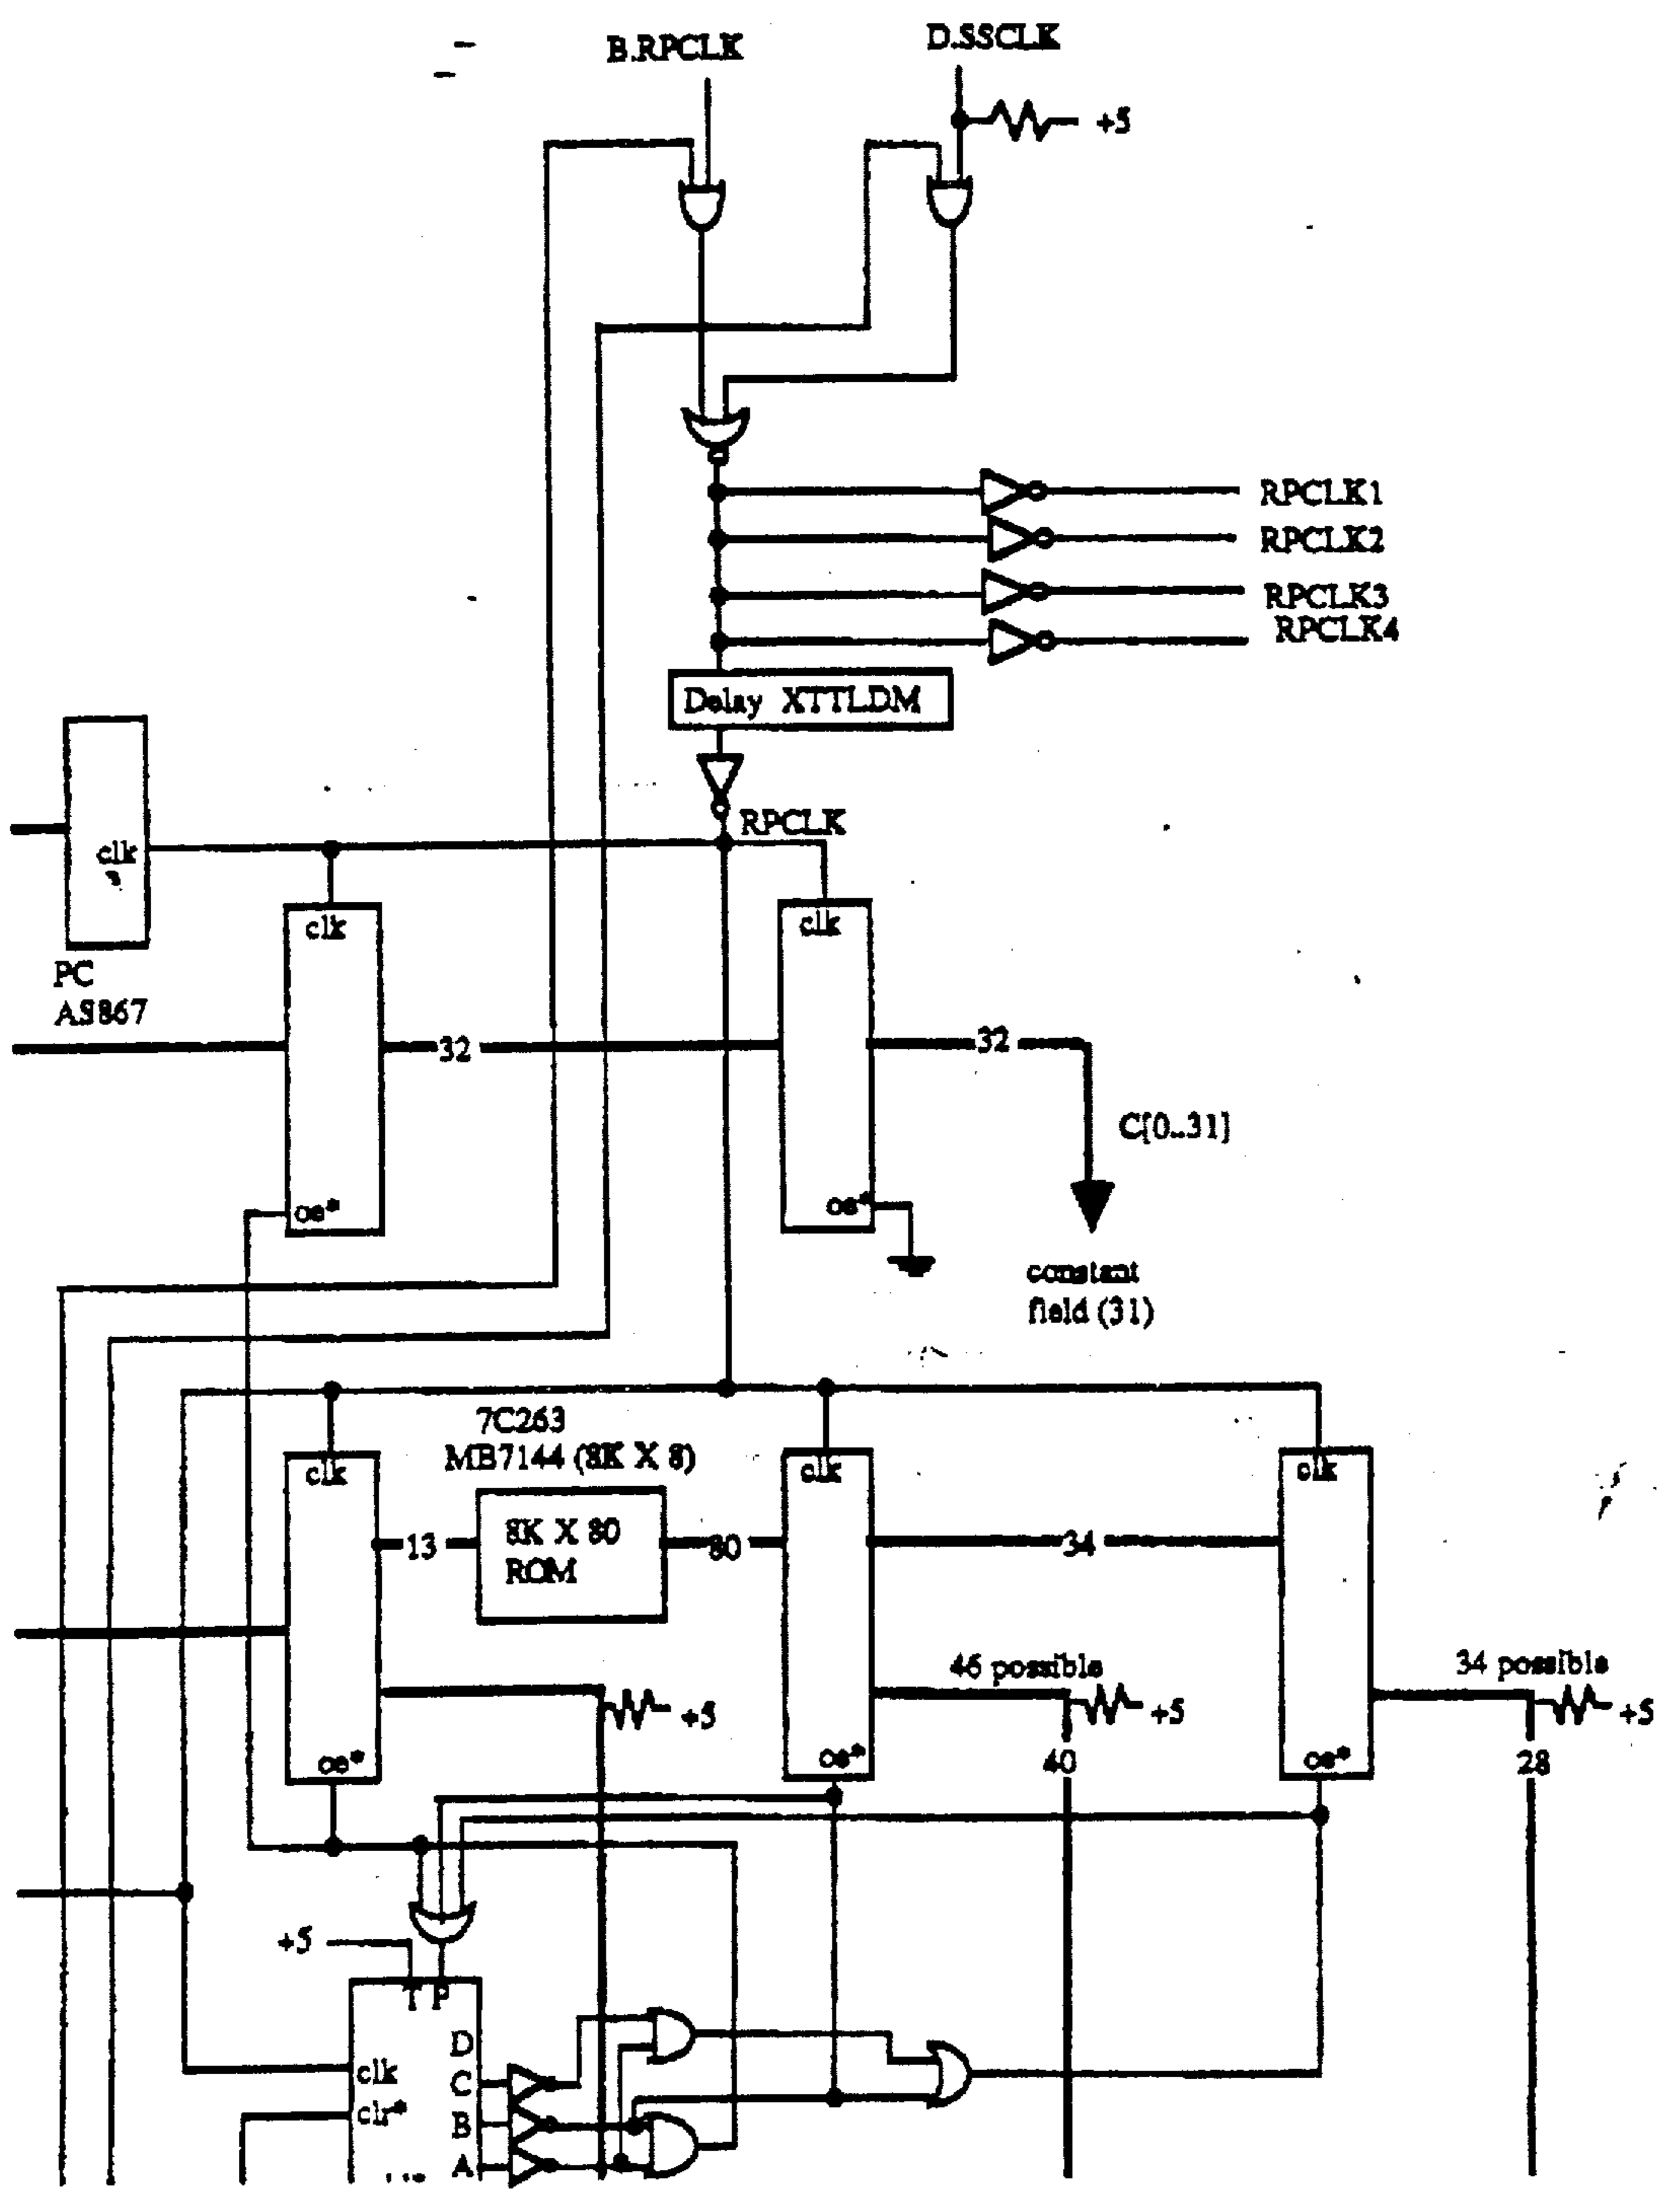 B.RPCLK
D.SSCLK
+5
RPCLK1
RPCLK2
RPCLK3
RPCLK4
Delay XTTLDM
RPCLK
clk
clk
clk
PC
AS867
32
32
C[0..31]
oe*
oe*
constant
field (31)
7C263
MB7144 (8K X 8)
clk
clk
clk
13
8K X 80
ROM
80
34
46 possible
34 possible
+5
+5
+5
oe*
oe*
40
oe*
28
+5
T P
D
clk
C
clr*
B
A